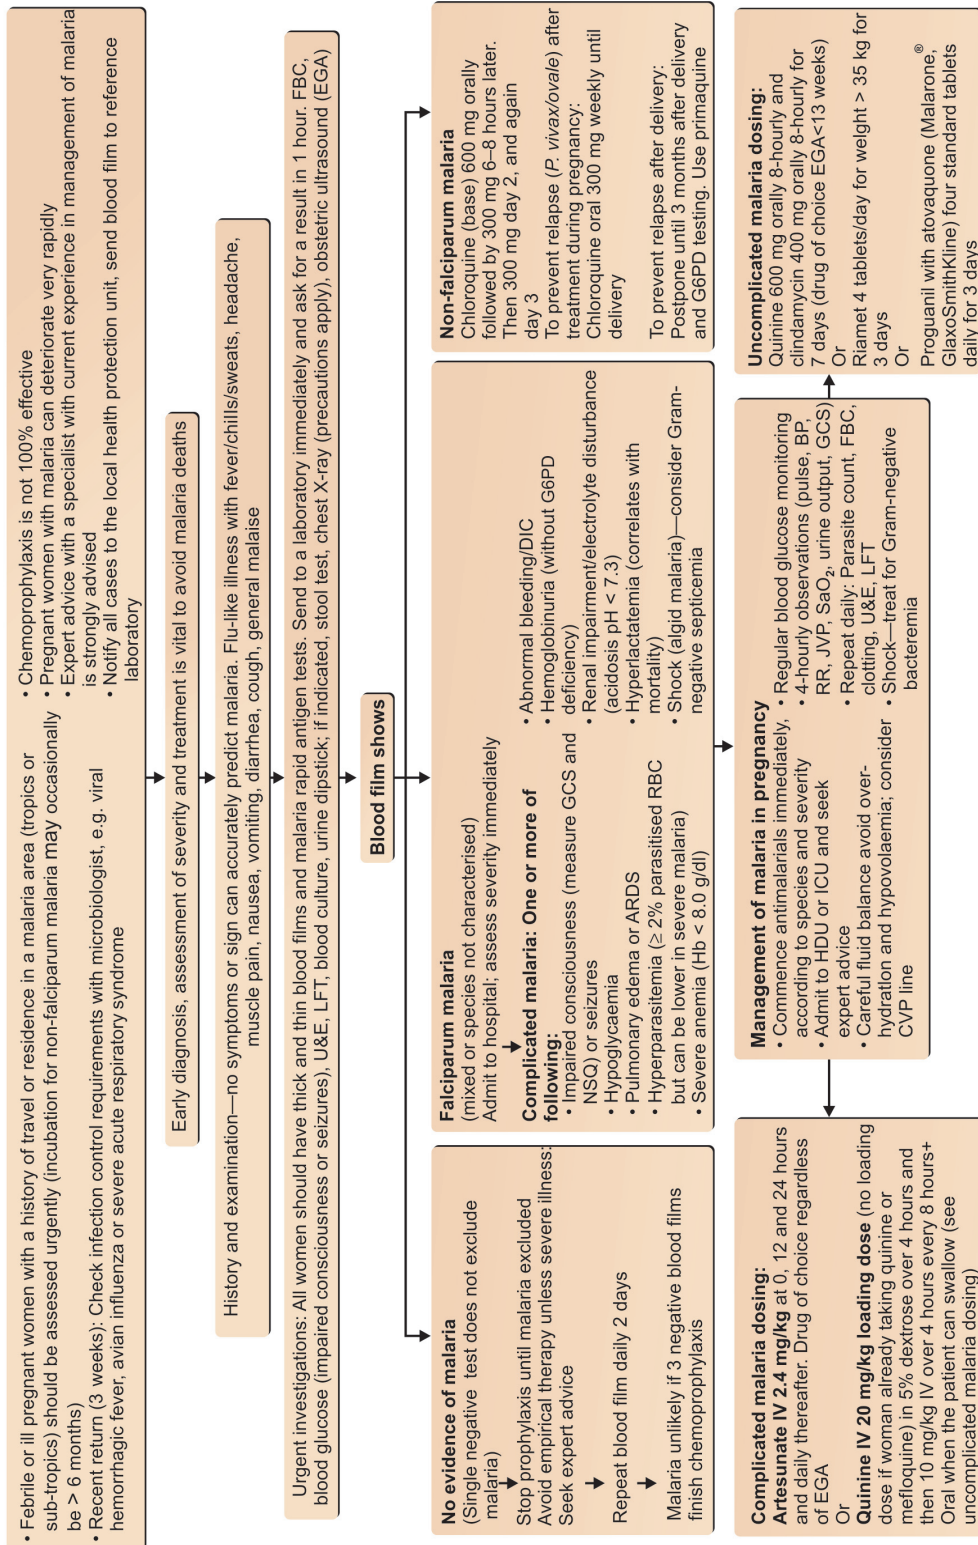 • Febrile or ill pregnant women with a history of travel or residence in a malaria area (tropics or
sub-tropics) should be assessed urgently (incubation for non-falciparum malaria may occasionally
be > 6 months)
• Recent return (3 weeks): Check infection control requirements with microbiologist, e.g. viral
hemorrhagic fever, avian influenza or severe acute respiratory syndrome
• Chemoprophylaxis is not 100% effective
• Pregnant women with malaria can deteriorate very rapidly
• Expert advice with a specialist with current experience in management of malaria
is strongly advised
• Notify all cases to the local health protection unit, send blood film to reference
laboratory
Early diagnosis, assessment of severity and treatment is vital to avoid malaria deaths
History and examination—no symptoms or sign can accurately predict malaria. Flu-like illness with fever/chills/sweats, headache,
muscle pain, nausea, vomiting, diarrhea, cough, general malaise
Urgent investigations: All women should have thick and thin blood films and malaria rapid antigen tests. Send to a laboratory immediately and ask for a result in 1 hour. FBC,
blood glucose (impaired consciousness or seizures), U&E, LFT, blood culture, urine dipstick; if indicated, stool test, chest X-ray (precautions apply), obstetric ultrasound (EGA)
Blood film shows
No evidence of malaria
(Single negative test does not exclude
malaria)
Stop prophylaxis until malaria excluded
Avoid empirical therapy unless severe illness:
Seek expert advice
Repeat blood film daily 2 days
Malaria unlikely if 3 negative blood films
finish chemoprophylaxis
Falciparum malaria
(mixed or species not characterised)
Admit to hospital; assess severity immediately
Complicated malaria: One or more of
following:
• Impaired consciousness (measure GCS and
NSQ) or seizures
• Hypoglycaemia
• Pulmonary edema or ARDS
• Hyperparasitemia (≥ 2% parasitised RBC
but can be lower in severe malaria)
• Severe anemia (Hb < 8.0 g/dl)
• Abnormal bleeding/DIC
• Hemoglobinuria (without G6PD
deficiency)
• Renal impairment/electrolyte disturbance
(acidosis pH < 7.3)
• Hyperlactatemia (correlates with
mortality)
• Shock (algid malaria)—consider Gram-
negative septicemia
Non-falciparum malaria
Chloroquine (base) 600 mg orally
followed by 300 mg 6–8 hours later.
Then 300 mg day 2, and again
day 3
To prevent relapse (P. vivax/ovale) after
treatment during pregnancy:
Chloroquine oral 300 mg weekly until
delivery
To prevent relapse after delivery:
Postpone until 3 months after delivery
and G6PD testing. Use primaquine
Management of malaria in pregnancy
• Commence antimalarials immediately,
according to species and severity
• Admit to HDU or ICU and seek
expert advice
• Careful fluid balance avoid over-
hydration and hypovolaemia; consider
CVP line
• Regular blood glucose monitoring
• 4-hourly observations (pulse, BP,
RR, JVP, SaO₂, urine output, GCS)
• Repeat daily: Parasite count, FBC,
clotting, U&E, LFT
• Shock—treat for Gram-negative
bacteremia
Complicated malaria dosing:
Artesunate IV 2.4 mg/kg at 0, 12 and 24 hours
and daily thereafter. Drug of choice regardless
of EGA
Or
Quinine IV 20 mg/kg loading dose (no loading
dose if woman already taking quinine or
mefloquine) in 5% dextrose over 4 hours and
then 10 mg/kg IV over 4 hours every 8 hours+
Oral when the patient can swallow (see
uncomplicated malaria dosing)
Uncomplicated malaria dosing:
Quinine 600 mg orally 8-hourly and
clindamycin 400 mg orally 8-hourly for
7 days (drug of choice EGA<13 weeks)
Or
Riamet 4 tablets/day for weight > 35 kg for
3 days
Or
Proguanil with atovaquone (Malarone,®
GlaxoSmithKline) four standard tablets
daily for 3 days